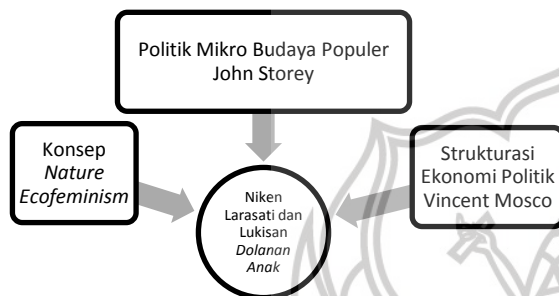 Politik Mikro Budaya Populer
John Storey
Konsep
Nature
Ecofeminism
Strukturasi
Ekonomi Politik
Vincent Mosco
Niken
Larasati dan
Lukisan
Dolanan
Anak